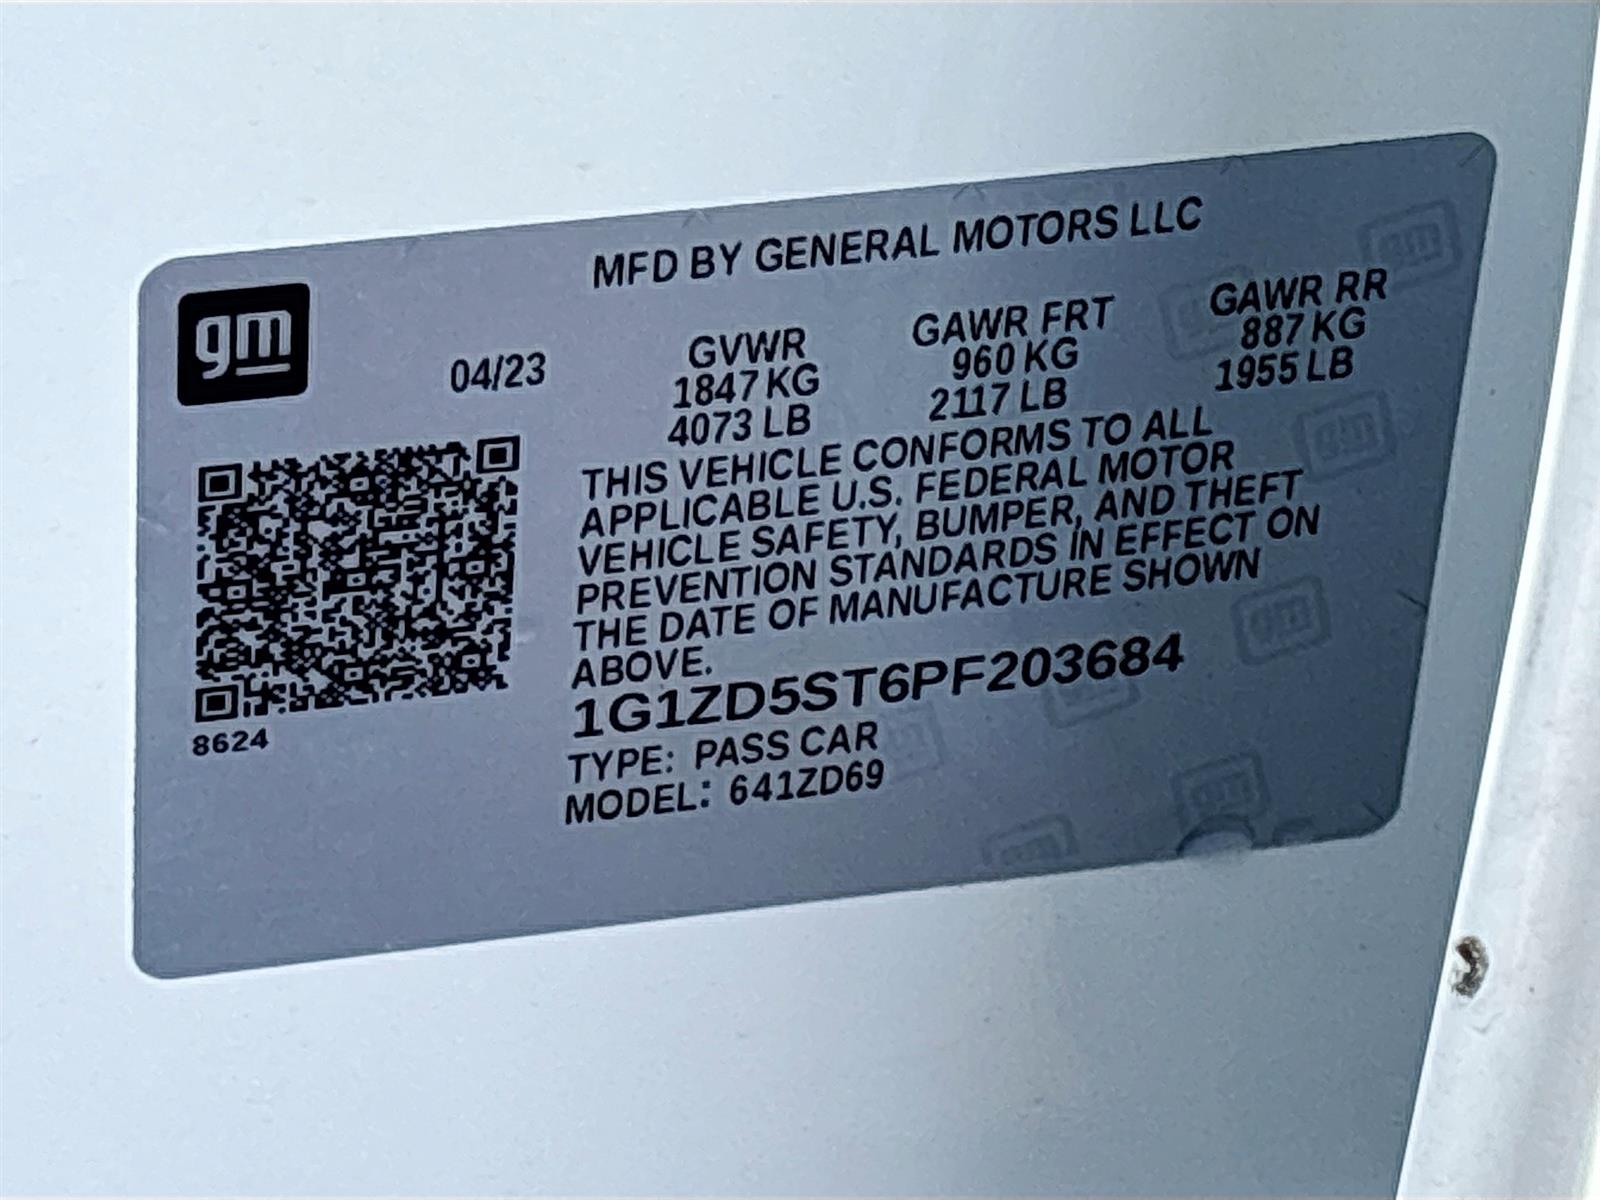 MFD BY GENERAL MOTORS LLC
gm
04/23
GVWR
1847 KG
4073 LB
GAWR FRT
960 KG
2117 LB
GAWR RR
887 KG
1955 LB
THIS VEHICLE CONFORMS TO ALL
APPLICABLE U.S. FEDERAL MOTOR
VEHICLE SAFETY, BUMPER, AND THEFT
PREVENTION STANDARDS IN EFFECT ON
THE DATE OF MANUFACTURE SHOWN
ABOVE.
1G1ZD5ST6PF203684
8624
TYPE: PASS CAR
MODEL: 641ZD69